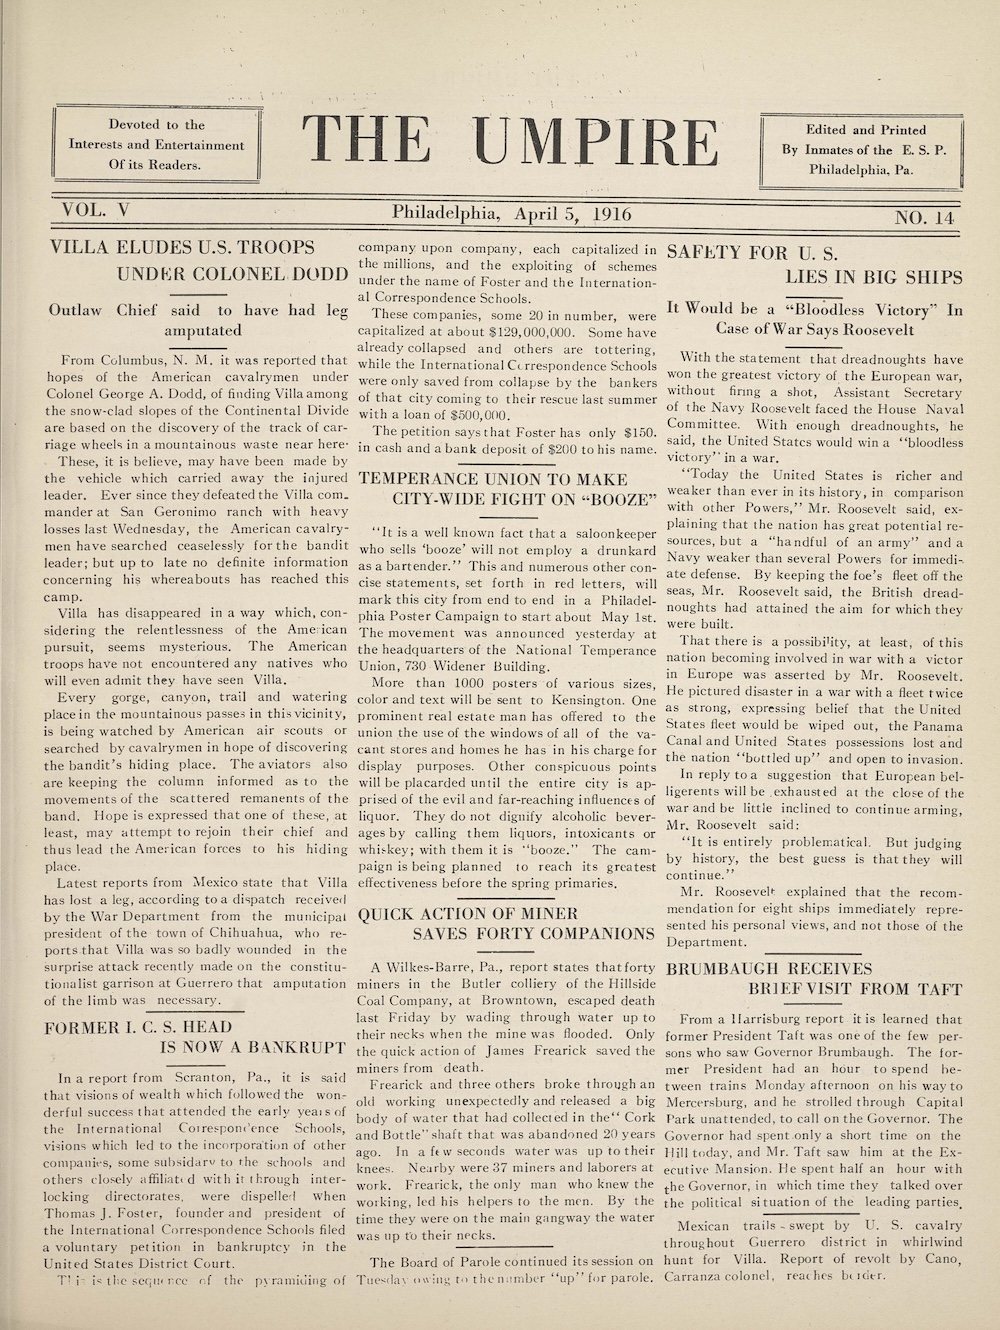 Devoted to the
Interests and Entertainment
Of its Readers.
THE UMPIRE
Edited and Printed
By Inmates of the E. S. P.
Philadelphia, Pa.
VOL. V
Philadelphia, April 5, 1916
NO. 14
VILLA ELUDES U.S. TROOPS
UNDER COLONEL DODD
Outlaw Chief said to have had leg
amputated
From Columbus, N. M. it was reported that
hopes of the American cavalrymen under
Colonel George A. Dodd, of finding Villa among
the snow-clad slopes of the Continental Divide
are based on the discovery of the track of car-
riage wheels in a mountainous waste near here.
These, it is believe, may have been made by
the vehicle which carried away the injured
leader. Ever since they defeated the Villa com-
mander at San Geronimo ranch with heavy
losses last Wednesday, the American cavalry-
men have searched ceaselessly for the bandit
leader; but up to late no definite information
concerning his whereabouts has reached this
camp.
Villa has disappeared in a way which, con-
sidering the relentlessness of the American
pursuit, seems mysterious. The American
troops have not encountered any natives who
will even admit they have seen Villa.
Every gorge, canyon, trail and watering
place in the mountainous passes in this vicinity,
is being watched by American air scouts or
searched by cavalrymen in hope of discovering
the bandit's hiding place. The aviators also
are keeping the column informed as to the
movements of the scattered remanents of the
band. Hope is expressed that one of these, at
least, may attempt to rejoin their chief and
thus lead the American forces to his hiding
place.
Latest reports from Mexico state that Villa
has lost a leg, according to a dispatch received
by the War Department from the municipal
president of the town of Chihuahua, who re-
ports that Villa was so badly wounded in the
surprise attack recently made on the constitu-
tionalist garrison at Guerrero that amputation
of the limb was necessary.
FORMER I. C. S. HEAD
IS NOW A BANKRUPT
In a report from Scranton, Pa., it is said
that visions of wealth which followed the won-
derful success that attended the early years of
the International Correspondence Schools,
visions which led to the incorporation of other
companies, some subsidary to the schools and
others closely affiliated with it through inter-
locking directorates, were dispelled when
Thomas J. Foster, founder and president of
the International Correspondence Schools filed
a voluntary petition in bankruptcy in the
United States District Court.
This is the sequence of the pyramiding of
company upon company, each capitalized in
the millions, and the exploiting of schemes
under the name of Foster and the Internation-
al Correspondence Schools.
These companies, some 20 in number, were
capitalized at about $129,000,000. Some have
already collapsed and others are tottering,
while the International Correspondence Schools
were only saved from collapse by the bankers
of that city coming to their rescue last summer
with a loan of $500,000.
The petition says that Foster has only $150.
in cash and a bank deposit of $200 to his name.
TEMPERANCE UNION TO MAKE
CITY-WIDE FIGHT ON "BOOZE"
"It is a well known fact that a saloonkeeper
who sells 'booze' will not employ a drunkard
as a bartender." This and numerous other con-
cise statements, set forth in red letters, will
mark this city from end to end in a Philadel-
phia Poster Campaign to start about May 1st.
The movement was announced yesterday at
the headquarters of the National Temperance
Union, 730 Widener Building.
More than 1000 posters of various sizes,
color and text will be sent to Kensington. One
prominent real estate man has offered to the
union the use of the windows of all of the va-
cant stores and homes he has in his charge for
display purposes. Other conspicuous points
will be placarded until the entire city is ap-
prised of the evil and far-reaching influences of
liquor. They do not dignify alcoholic bever-
ages by calling them liquors, intoxicants or
whiskey; with them it is "booze." The cam-
paign is being planned to reach its greatest
effectiveness before the spring primaries.
QUICK ACTION OF MINER
SAVES FORTY COMPANIONS
A Wilkes-Barre, Pa., report states that forty
miners in the Butler colliery of the Hillside
Coal Company, at Browntown, escaped death
last Friday by wading through water up to
their necks when the mine was flooded. Only
the quick action of James Frearick saved the
miners from death.
Frearick and three others broke through an
old working unexpectedly and released a big
body of water that had collected in the "Cork
and Bottle" shaft that was abandoned 20 years
ago. In a few seconds water was up to their
knees. Nearby were 37 miners and laborers at
work. Frearick, the only man who knew the
working, led his helpers to the men. By the
time they were on the main gangway the water
was up to their necks.
The Board of Parole continued its session on
Tuesday owing to the number "up" for parole.
SAFETY FOR U. S.
LIES IN BIG SHIPS
It Would be a "Bloodless Victory" In
Case of War Says Roosevelt
With the statement that dreadnoughts have
won the greatest victory of the European war,
without firing a shot, Assistant Secretary
of the Navy Roosevelt faced the House Naval
Committee. With enough dreadnoughts, he
said, the United States would win a "bloodless
victory" in a war.
"Today the United States is richer and
weaker than ever in its history, in comparison
with other Powers," Mr. Roosevelt said, ex-
plaining that the nation has great potential re-
sources, but a "handful of an army" and a
Navy weaker than several Powers for immedi-
ate defense. By keeping the foe's fleet off the
seas, Mr. Roosevelt said, the British dread-
noughts had attained the aim for which they
were built.
That there is a possibility, at least, of this
nation becoming involved in war with a victor
in Europe was asserted by Mr. Roosevelt.
He pictured disaster in a war with a fleet twice
as strong, expressing belief that the United
States fleet would be wiped out, the Panama
Canal and United States possessions lost and
the nation "bottled up" and open to invasion.
In reply to a suggestion that European bel-
ligerents will be exhausted at the close of the
war and be little inclined to continue arming,
Mr. Roosevelt said:
"It is entirely problematical. But judging
by history, the best guess is that they will
continue."
Mr. Roosevelt explained that the recom-
mendation for eight ships immediately repre-
sented his personal views, and not those of the
Department.
BRUMBAUGH RECEIVES
BRIEF VISIT FROM TAFT
From a Harrisburg report it is learned that
former President Taft was one of the few per-
sons who saw Governor Brumbaugh. The for-
mer President had an hour to spend be-
tween trains Monday afternoon on his way to
Mercersburg, and he strolled through Capital
Park unattended, to call on the Governor. The
Governor had spent only a short time on the
Hill today, and Mr. Taft saw him at the Ex-
ecutive Mansion. He spent half an hour with
the Governor, in which time they talked over
the political situation of the leading parties.
Mexican trails - swept by U. S. cavalry
throughout Guerrero district in whirlwind
hunt for Villa. Report of revolt by Cano,
Carranza colonel, reaches border.